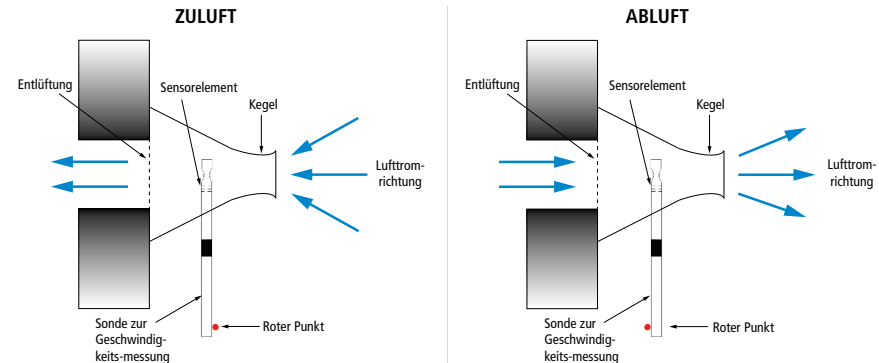 ZULUFT
Entlüftung
Sensorelement
Kegel
Lufttrom-
richtung
Sonde zur
Geschwindig-
keits-messung
Roter Punkt
ABLUFT
Entlüftung
Sensorelement
Kegel
Lufttrom-
richtung
Sonde zur
Geschwindig-
keits-messung
Roter Punkt